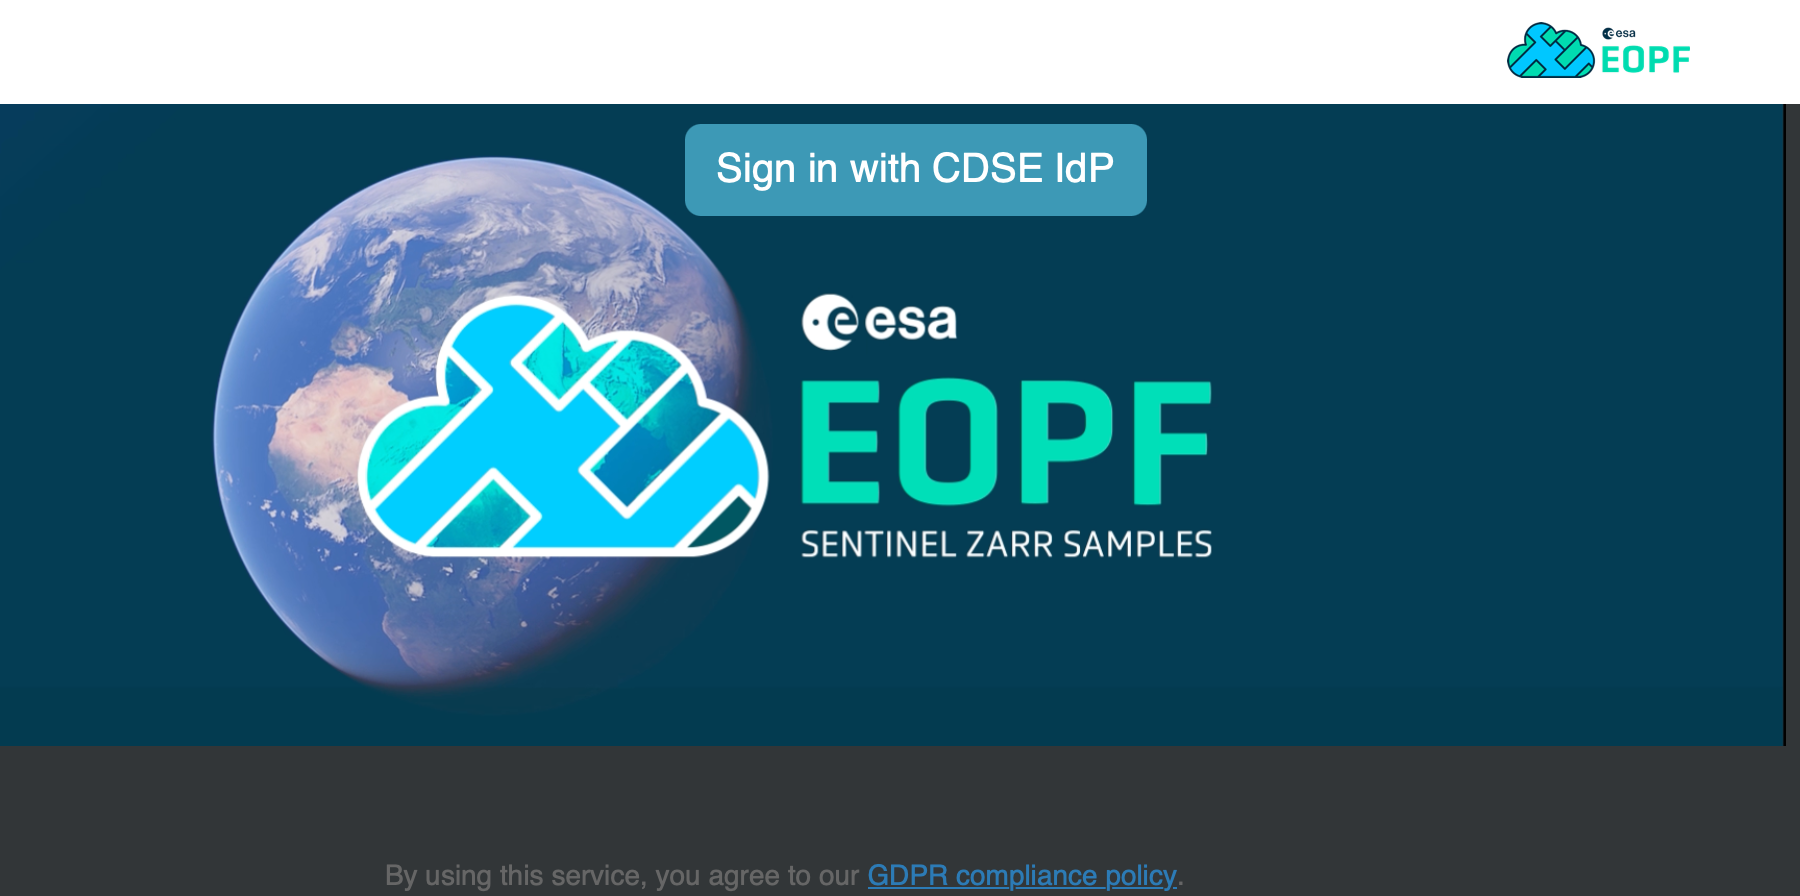 esa
EOPF
Sign in with CDSE IdP
esa
EOPF
SENTINEL ZARR SAMPLES
By using this service, you agree to our GDPR compliance policy.